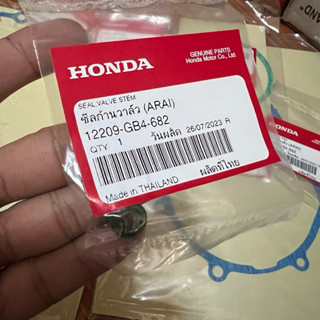 HONDA
GENUINE PARTS
Honda Motor Co., Ltd.
SEAL,VALVE STEM
ซีลก้านวาล์ว (ARAI)
12209-GB4-682
QTY 1 วันผลิต 26/07/2023 R
Made in THAILAND
ผลิตที่ไทย